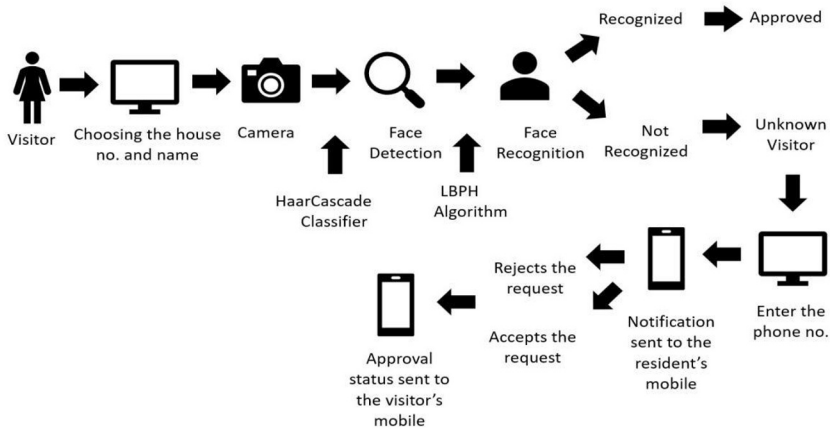 Recognized
Approved
Visitor
Choosing the house
no. and name
Camera
Face
Detection
Face
Recognition
Not
Recognized
Unknown
Visitor
HaarCascade
Classifier
LBPH
Algorithm
Enter the
phone no.
Notification
sent to the
resident's
mobile
Rejects the
request
Accepts the
request
Approval
status sent to
the visitor's
mobile